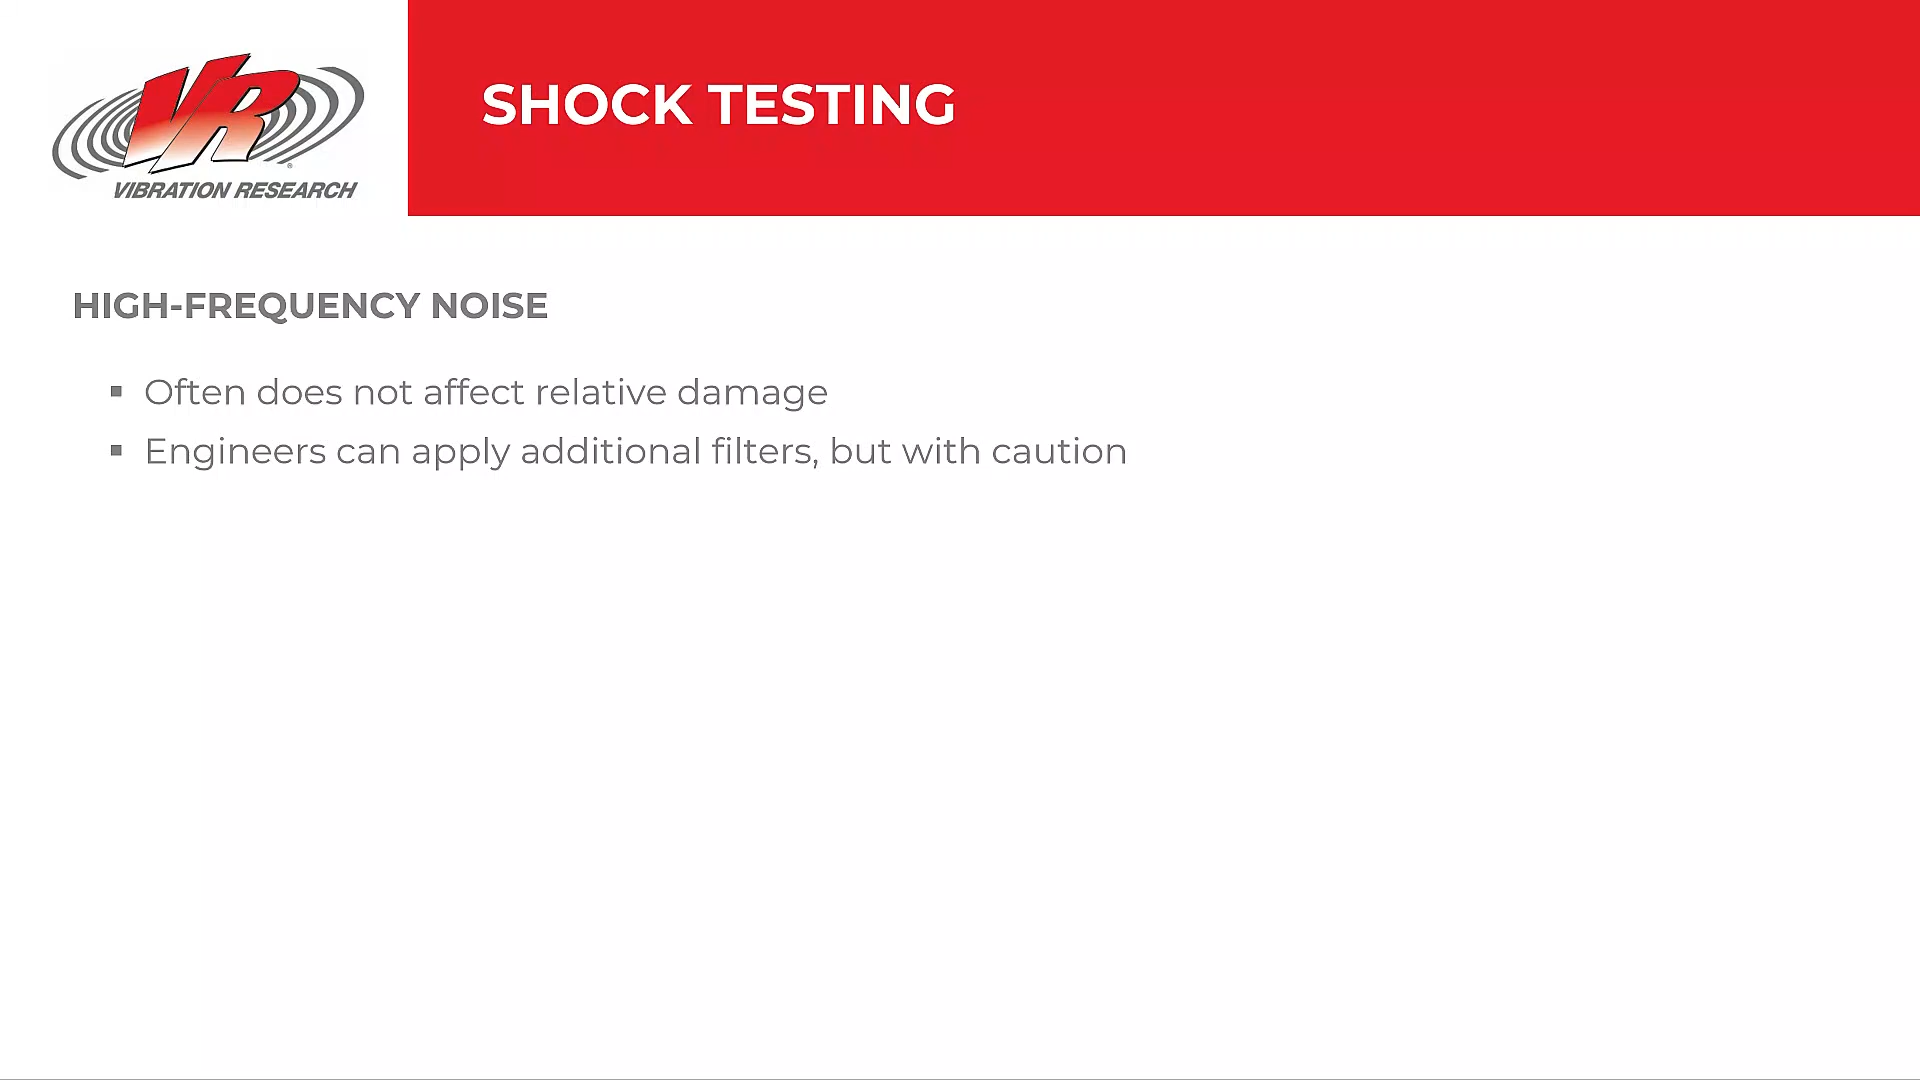 VR
VIBRATION RESEARCH
SHOCK TESTING
HIGH-FREQUENCY NOISE
▪ Often does not affect relative damage
▪ Engineers can apply additional filters, but with caution